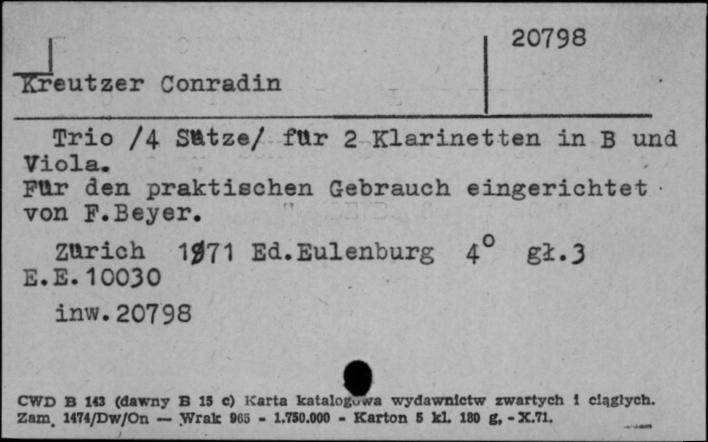 20798
Kreutzer Conradin
Trio /4 Sätze/ für 2 Klarinetten in B und
Viola.
Für den praktischen Gebrauch eingerichtet
von F.Beyer.
Zürich 1971 Ed.Eulenburg 4° gł.3
E.E.10030
inw.20798
CWD B 143 (dawny B 15 c) Karta katalogowa wydawnictw zwartych i ciągłych.
Zam. 1474/Dw/On — Wrak 965 - 1.750.000 - Karton 5 kl. 180 g, - X.71.